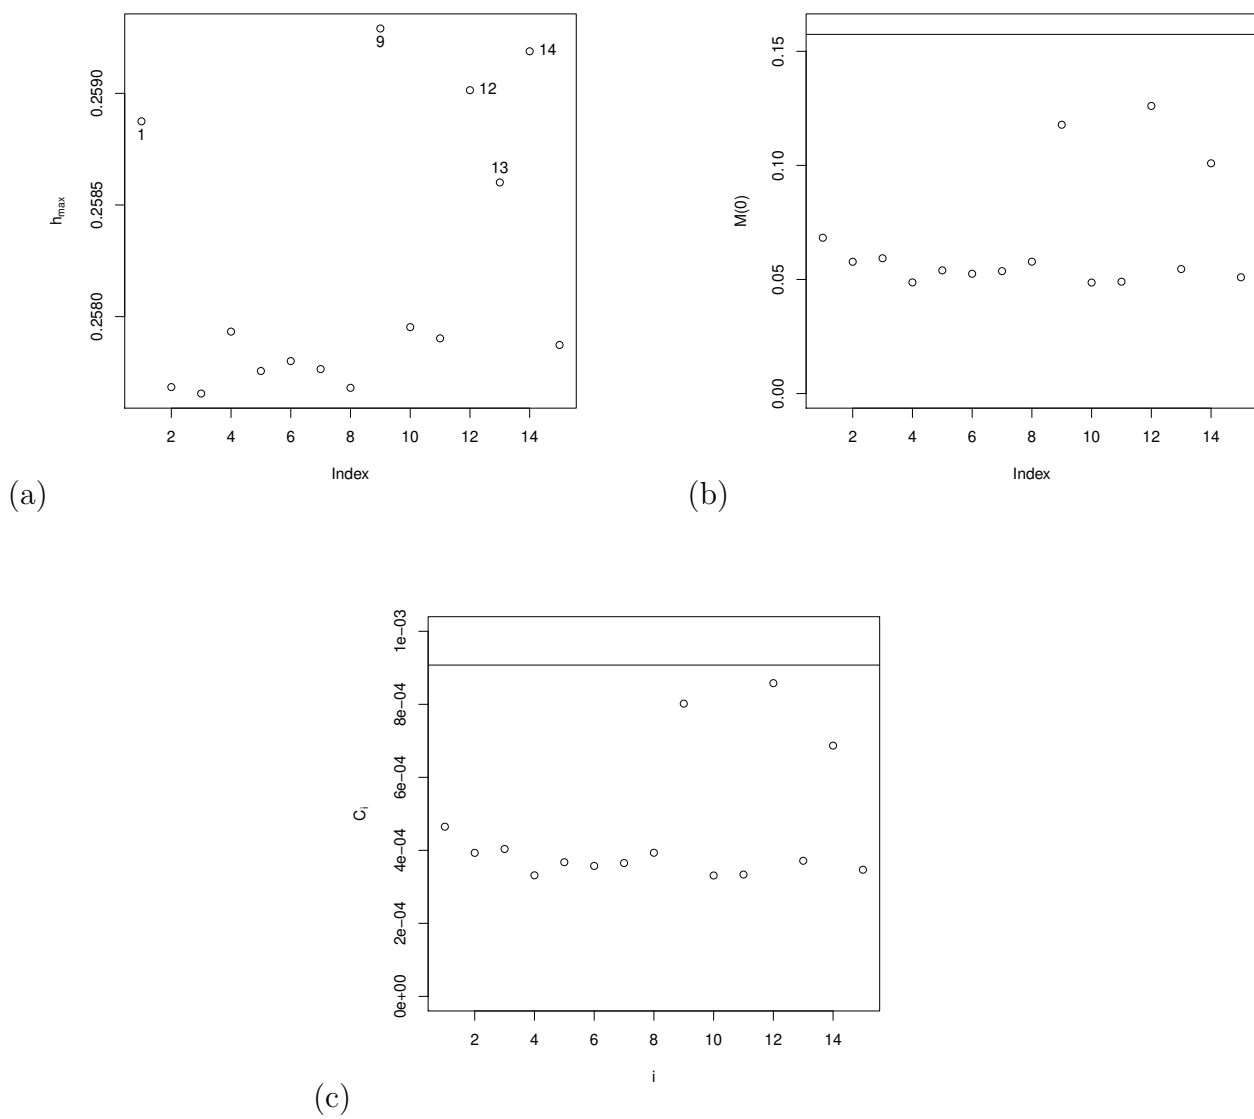 h_max
0.2580
0.2585
0.2590
1
9
12
13
14
2 4 6 8 10 12 14
Index
(a)
M(0)
0.00
0.05
0.10
0.15
2 4 6 8 10 12 14
Index
(b)
C_i
0e+00
2e-04
4e-04
6e-04
8e-04
1e-03
2 4 6 8 10 12 14
i
(c)